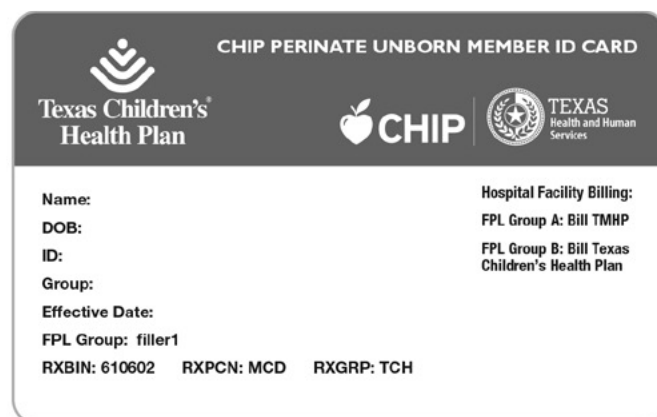 CHIP PERINATE UNBORN MEMBER ID CARD
Texas Children's®
Health Plan
CHIP
TEXAS
Health and Human
Services
Name:
DOB:
ID:
Group:
Effective Date:
FPL Group: filler1
RXBIN: 610602 RXPCN: MCD RXGRP: TCH
Hospital Facility Billing:
FPL Group A: Bill TMHP
FPL Group B: Bill Texas
Children's Health Plan